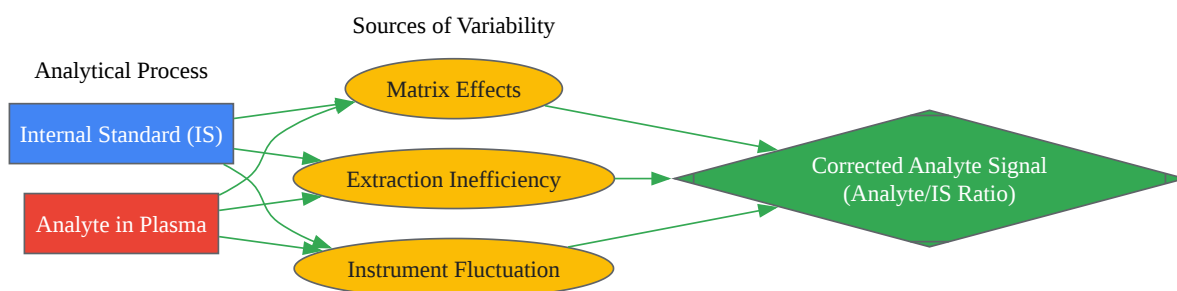 Sources of Variability
Analytical Process
Matrix Effects
Internal Standard (IS)
Extraction Inefficiency
Analyte in Plasma
Instrument Fluctuation
Corrected Analyte Signal
(Analyte/IS Ratio)